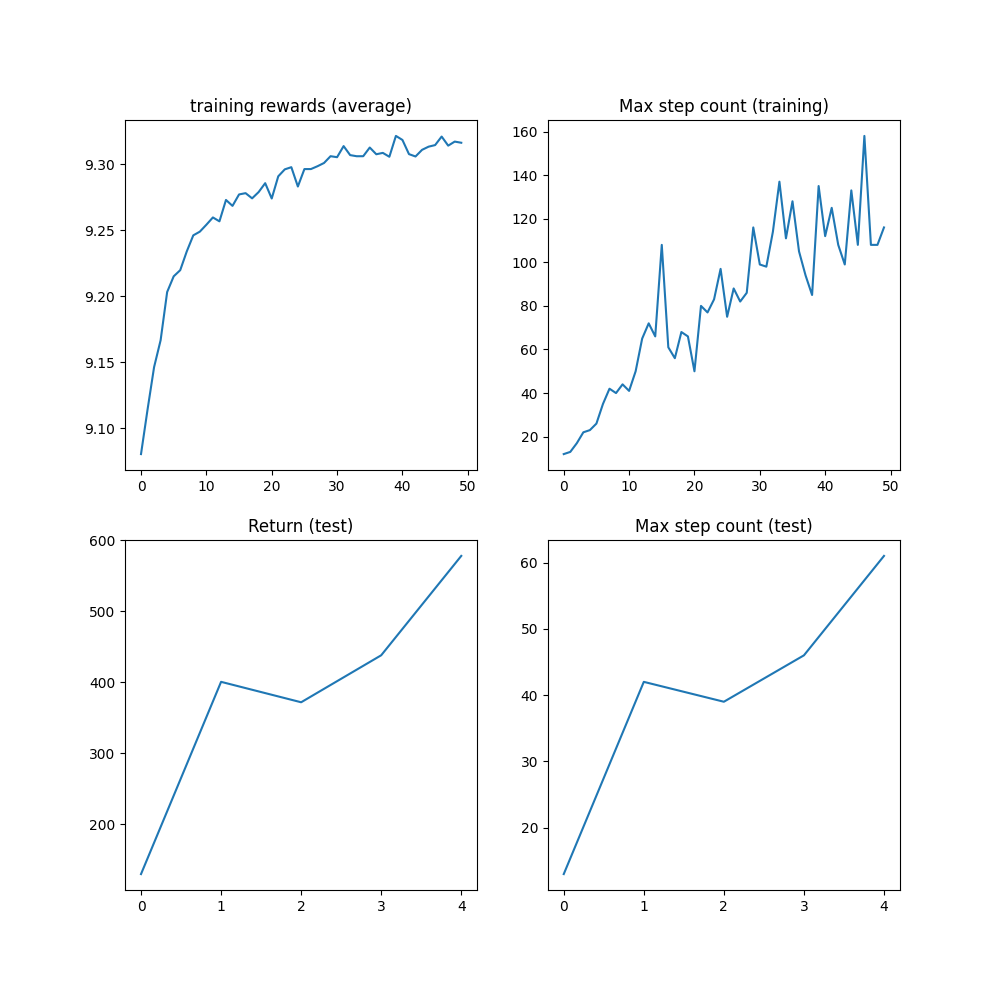 training rewards (average)
9.30
9.25
9.20
9.15
9.10
0 10 20 30 40 50
Max step count (training)
160
140
120
100
80
60
40
20
0 10 20 30 40 50
Return (test)
600
500
400
300
200
0 1 2 3 4
Max step count (test)
60
50
40
30
20
0 1 2 3 4